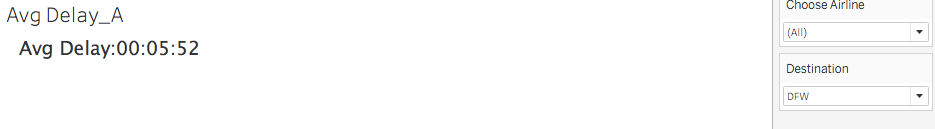 Avg Delay_A
Avg Delay:00:05:52
Choose Airline
(All)
Destination
DFW